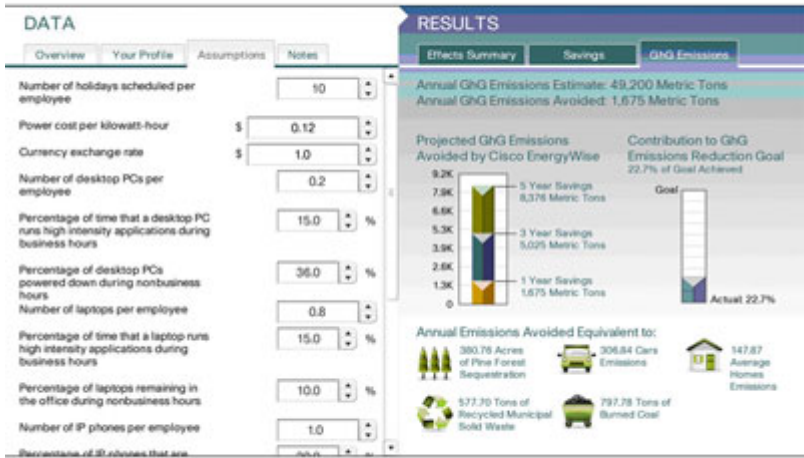 DATA
Overview
Your Profile
Assumptions
Notes
Number of holidays scheduled per
employee
10
Power cost per kilowatt-hour
$
0.12
Currency exchange rate
$
1.0
Number of desktop PCs per
employee
0.2
Percentage of time that a desktop PC
runs high intensity applications during
business hours
15.0
%
Percentage of desktop PCs
powered down during nonbusiness
hours
36.0
%
Number of laptops per employee
0.8
Percentage of time that a laptop runs
high intensity applications during
business hours
15.0
%
Percentage of laptops remaining in
the office during nonbusiness hours
10.0
%
Number of IP phones per employee
1.0
Percentage of IP phones that are
20.0
%
RESULTS
Effects Summary
Savings
GhG Emissions
Annual GhG Emissions Estimate: 49,200 Metric Tons
Annual GhG Emissions Avoided: 1,675 Metric Tons
Projected GhG Emissions
Avoided by Cisco EnergyWise
9.2K
7.9K
6.6K
5.3K
3.9K
2.6K
1.3K
0
5 Year Savings
8,376 Metric Tons
3 Year Savings
5,025 Metric Tons
1 Year Savings
1,675 Metric Tons
Contribution to GhG
Emissions Reduction Goal
22.7% of Goal Achieved
Goal
Actual: 22.7%
Annual Emissions Avoided Equivalent to:
380.76 Acres
of Pine Forest
Sequestration
306.84 Cars
Emissions
147.87
Average
Homes
Emissions
577.70 Tons of
Recycled Municipal
Solid Waste
797.78 Tons of
Burned Coal